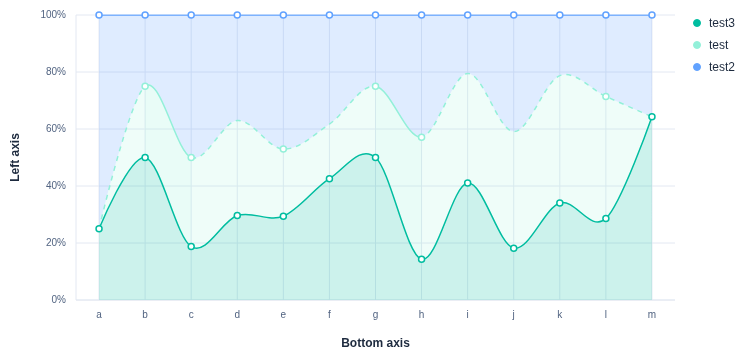 100%
80%
60%
40%
20%
0%
Left axis
a b c d e f g h i j k l m
Bottom axis
test3
test
test2